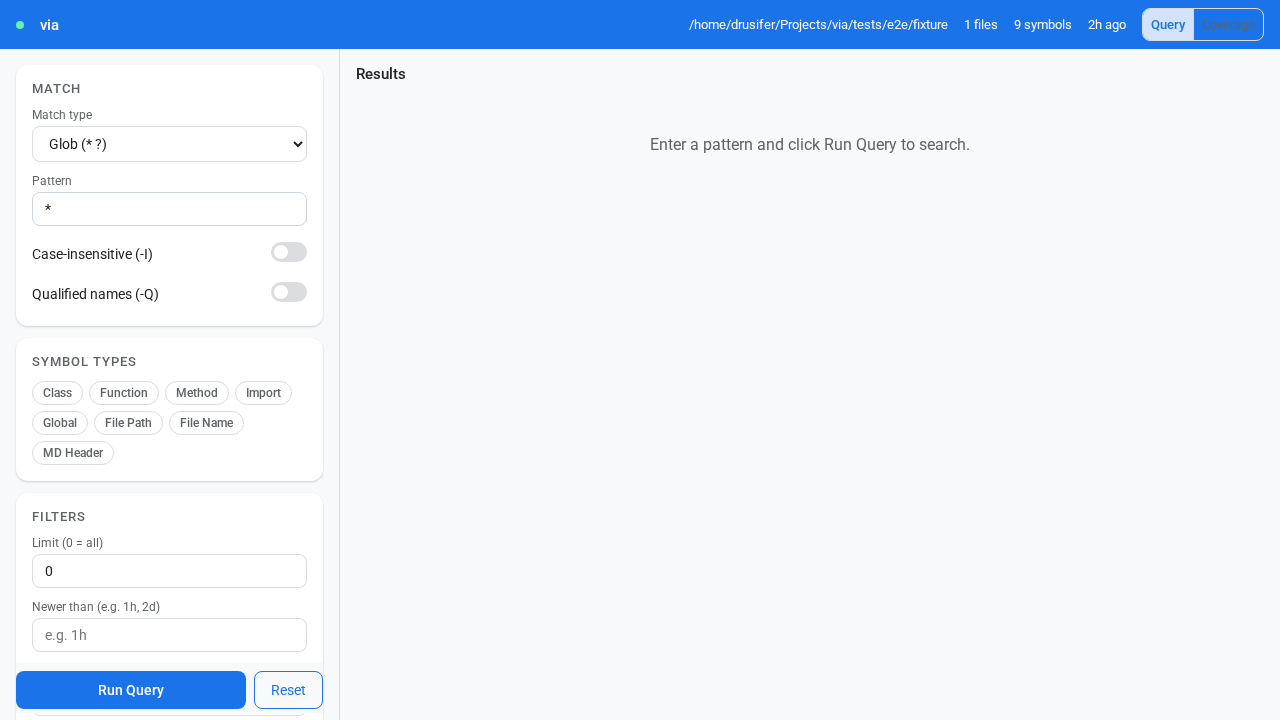 via
/home/drusifer/Projects/via/tests/e2e/fixture 1 files 9 symbols 2h ago Query Coverage
MATCH
Match type
Glob (* ?)
Pattern
*
Case-insensitive (-I)
Qualified names (-Q)
SYMBOL TYPES
Class Function Method Import
Global File Path File Name
MD Header
FILTERS
Limit (0 = all)
0
Newer than (e.g. 1h, 2d)
e.g. 1h
Run Query Reset
Results
Enter a pattern and click Run Query to search.